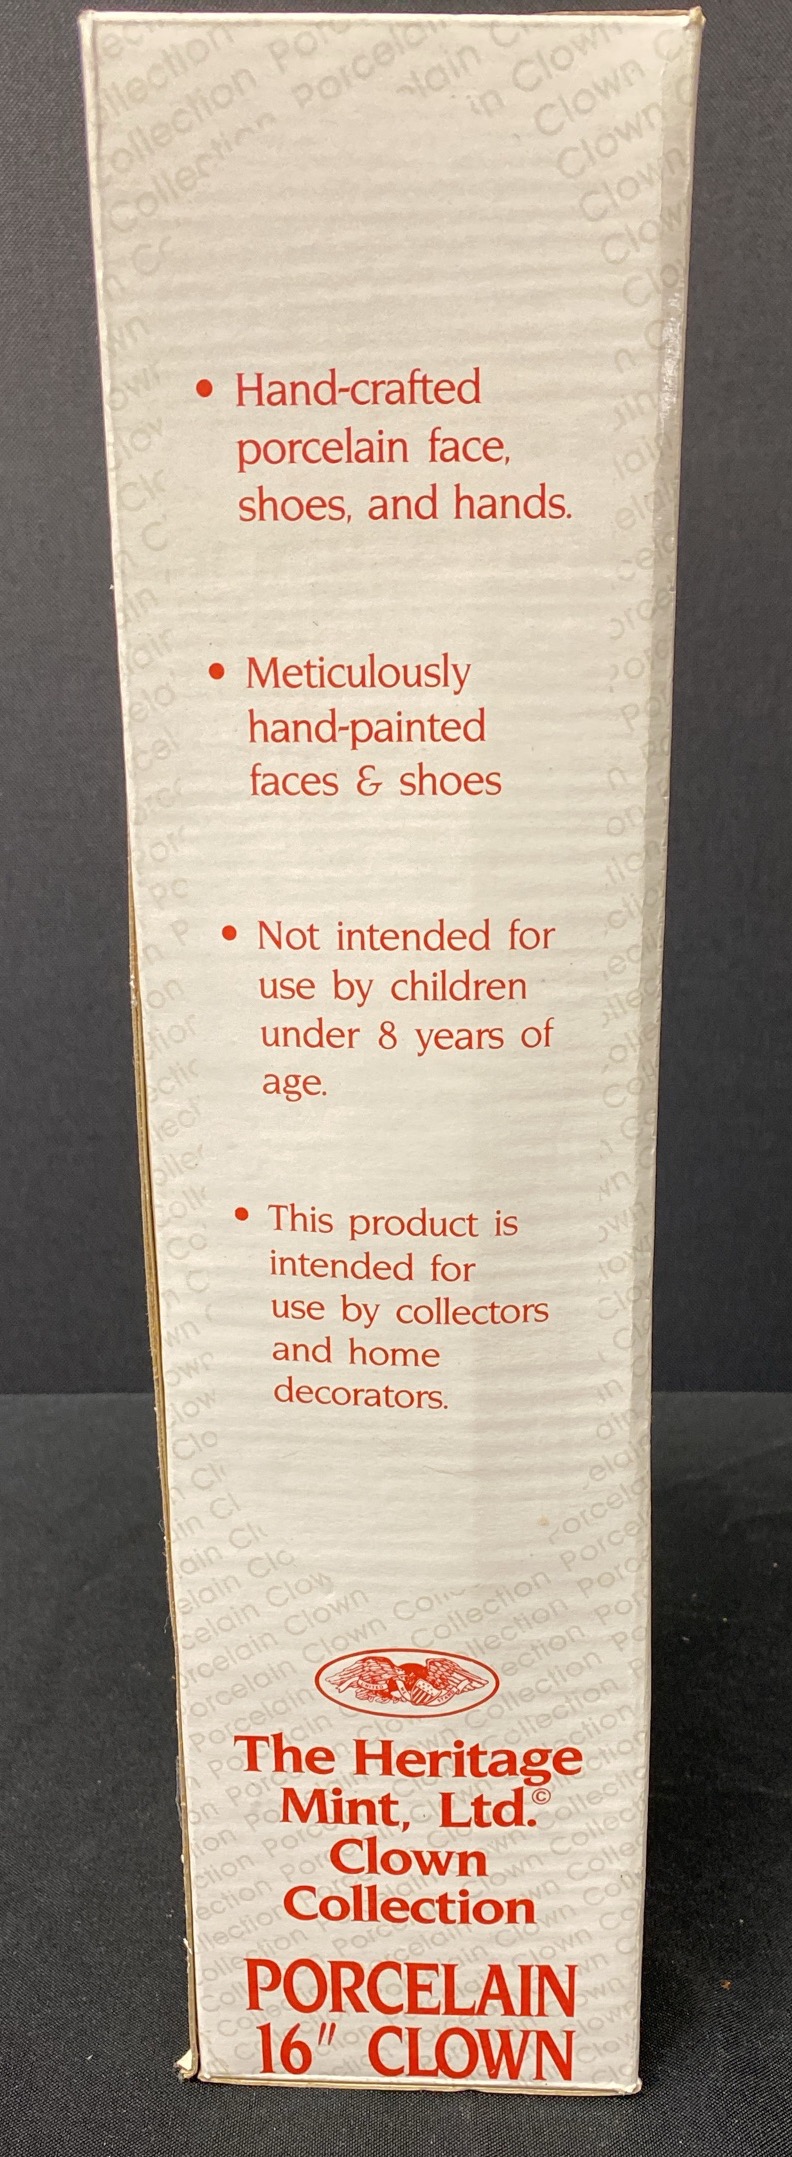 • Hand-crafted
porcelain face,
shoes, and hands.
• Meticulously
hand-painted
faces & shoes
• Not intended for
use by children
under 8 years of
age.
• This product is
intended for
use by collectors
and home
decorators.
The Heritage
Mint, Ltd.©
Clown
Collection
PORCELAIN
16" CLOWN